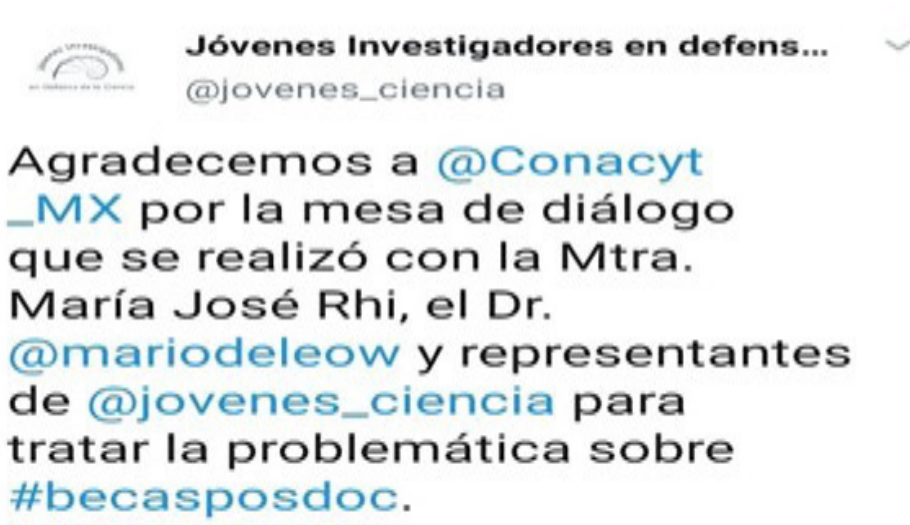 Jóvenes Investigadores en defens...
@jovenes_ciencia
Agradecemos a @Conacyt
_MX por la mesa de diálogo
que se realizó con la Mtra.
María José Rhi, el Dr.
@mariodeleow y representantes
de @jovenes_ciencia para
tratar la problemática sobre
#becasposdoc.